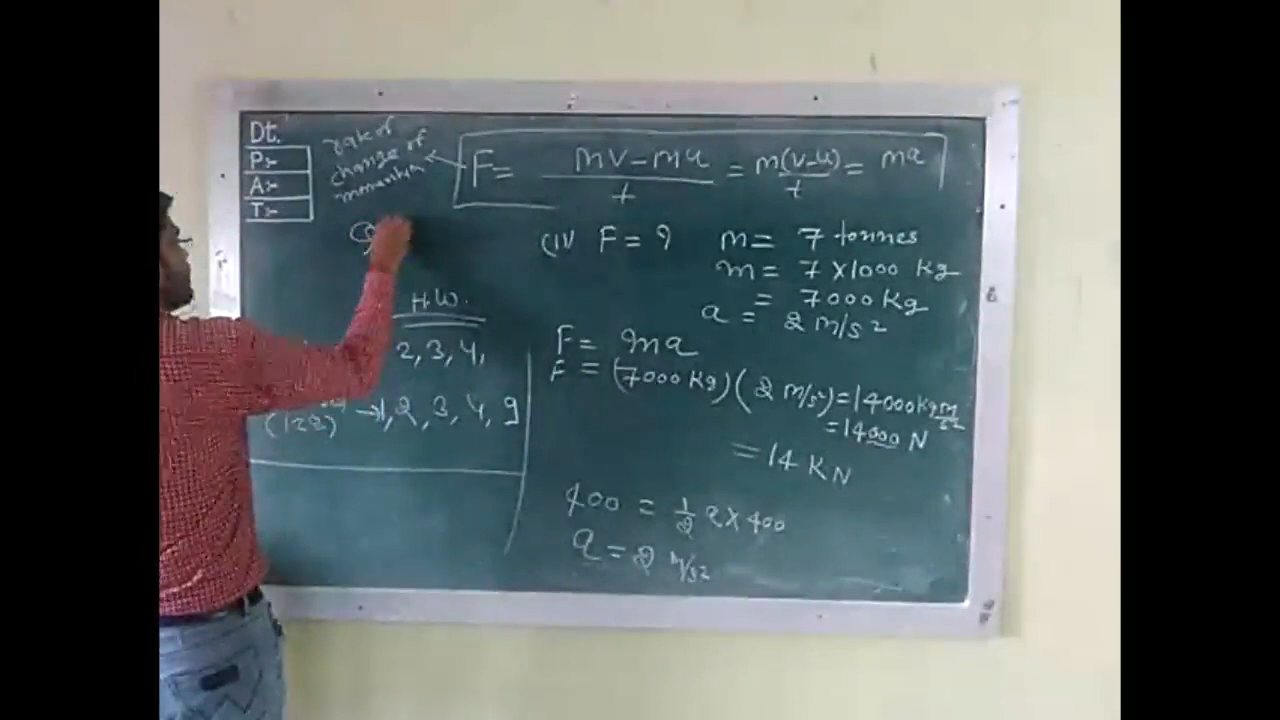 Dt.
P:-
A:-
T:-
rate of
change of
momentum
F = mv - mu / t = m(v-u) / t = ma
Q
(ii) F = ?
m = 7 tonnes
m = 7 x 1000 Kg
= 7000 Kg
a = 2 m/s²
H.W.
2, 3, 4,
(128) → 1, 2, 3, 4, 9
F = ma
F = (7000 Kg) (2 m/s²) = 14000 Kg m/s²
= 14000 N
= 14 KN
400 = 1/2 a x 400
a = 2 m/s²